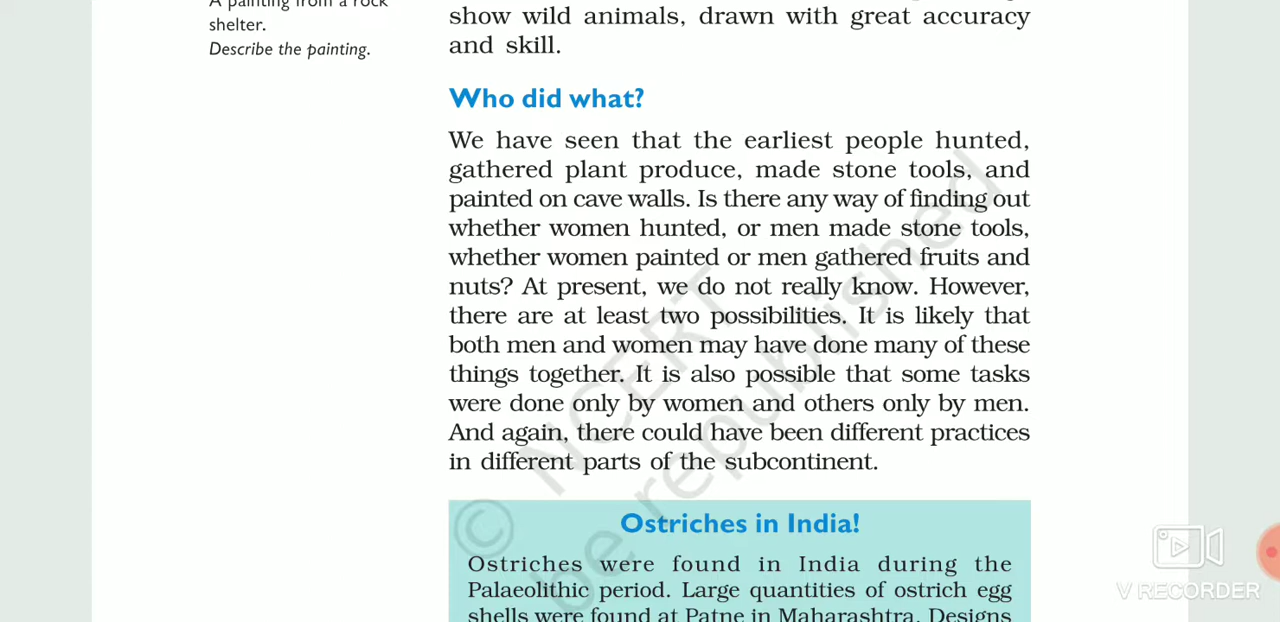 A painting from a rock
shelter.
Describe the painting.
show wild animals, drawn with great accuracy
and skill.
Who did what?
We have seen that the earliest people hunted,
gathered plant produce, made stone tools, and
painted on cave walls. Is there any way of finding out
whether women hunted, or men made stone tools,
whether women painted or men gathered fruits and
nuts? At present, we do not really know. However,
there are at least two possibilities. It is likely that
both men and women may have done many of these
things together. It is also possible that some tasks
were done only by women and others only by men.
And again, there could have been different practices
in different parts of the subcontinent.
Ostriches in India!
Ostriches were found in India during the
Palaeolithic period. Large quantities of ostrich egg
shells were found at Patne in Maharashtra. Designs
© NCERT
be republished
V RECORDER